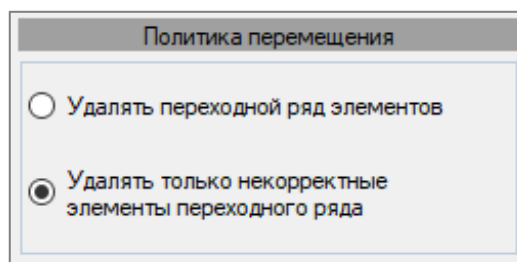 Политика перемещения
Удалять переходной ряд элементов
Удалять только некорректные
элементы переходного ряда